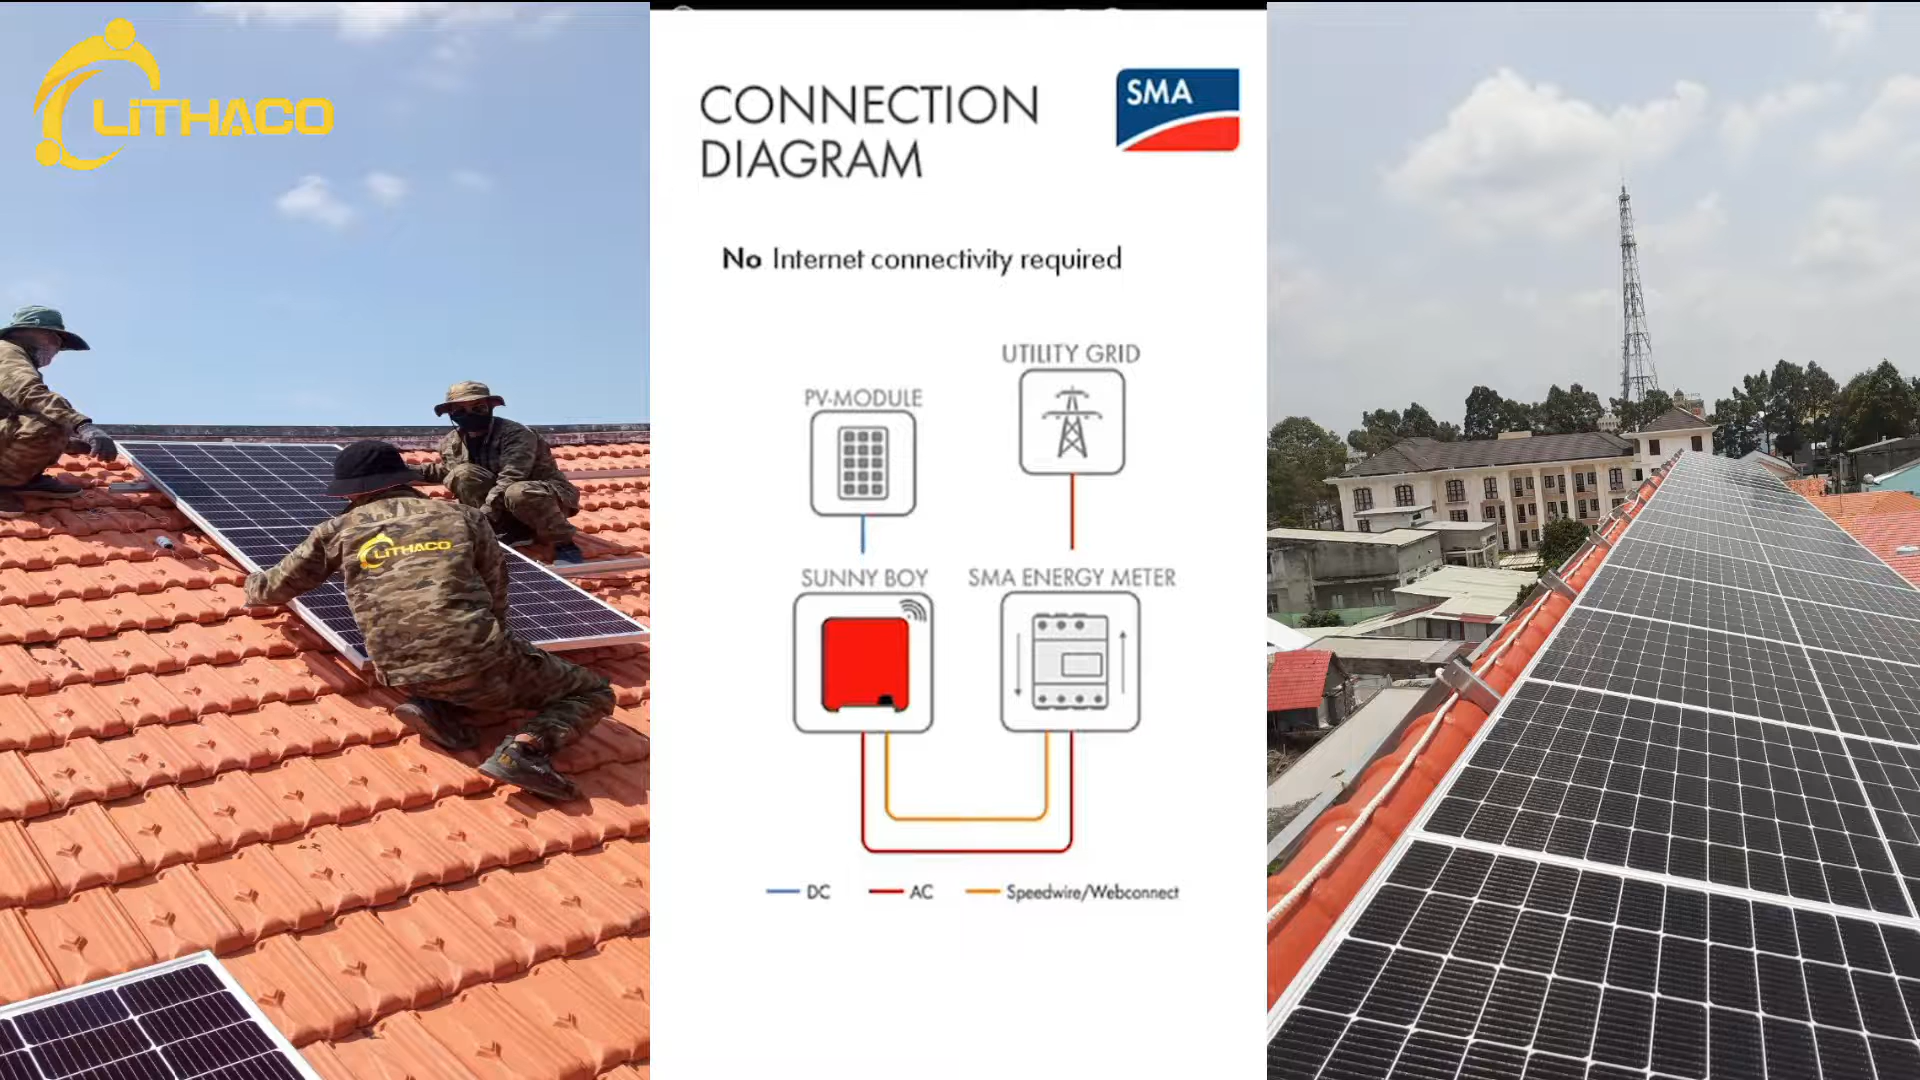 LiTHACO
LiTHACO
CONNECTION
DIAGRAM
SMA
No Internet connectivity required
UTILITY GRID
PV-MODULE
SUNNY BOY
SMA ENERGY METER
DC
AC
Speedwire/Webconnect